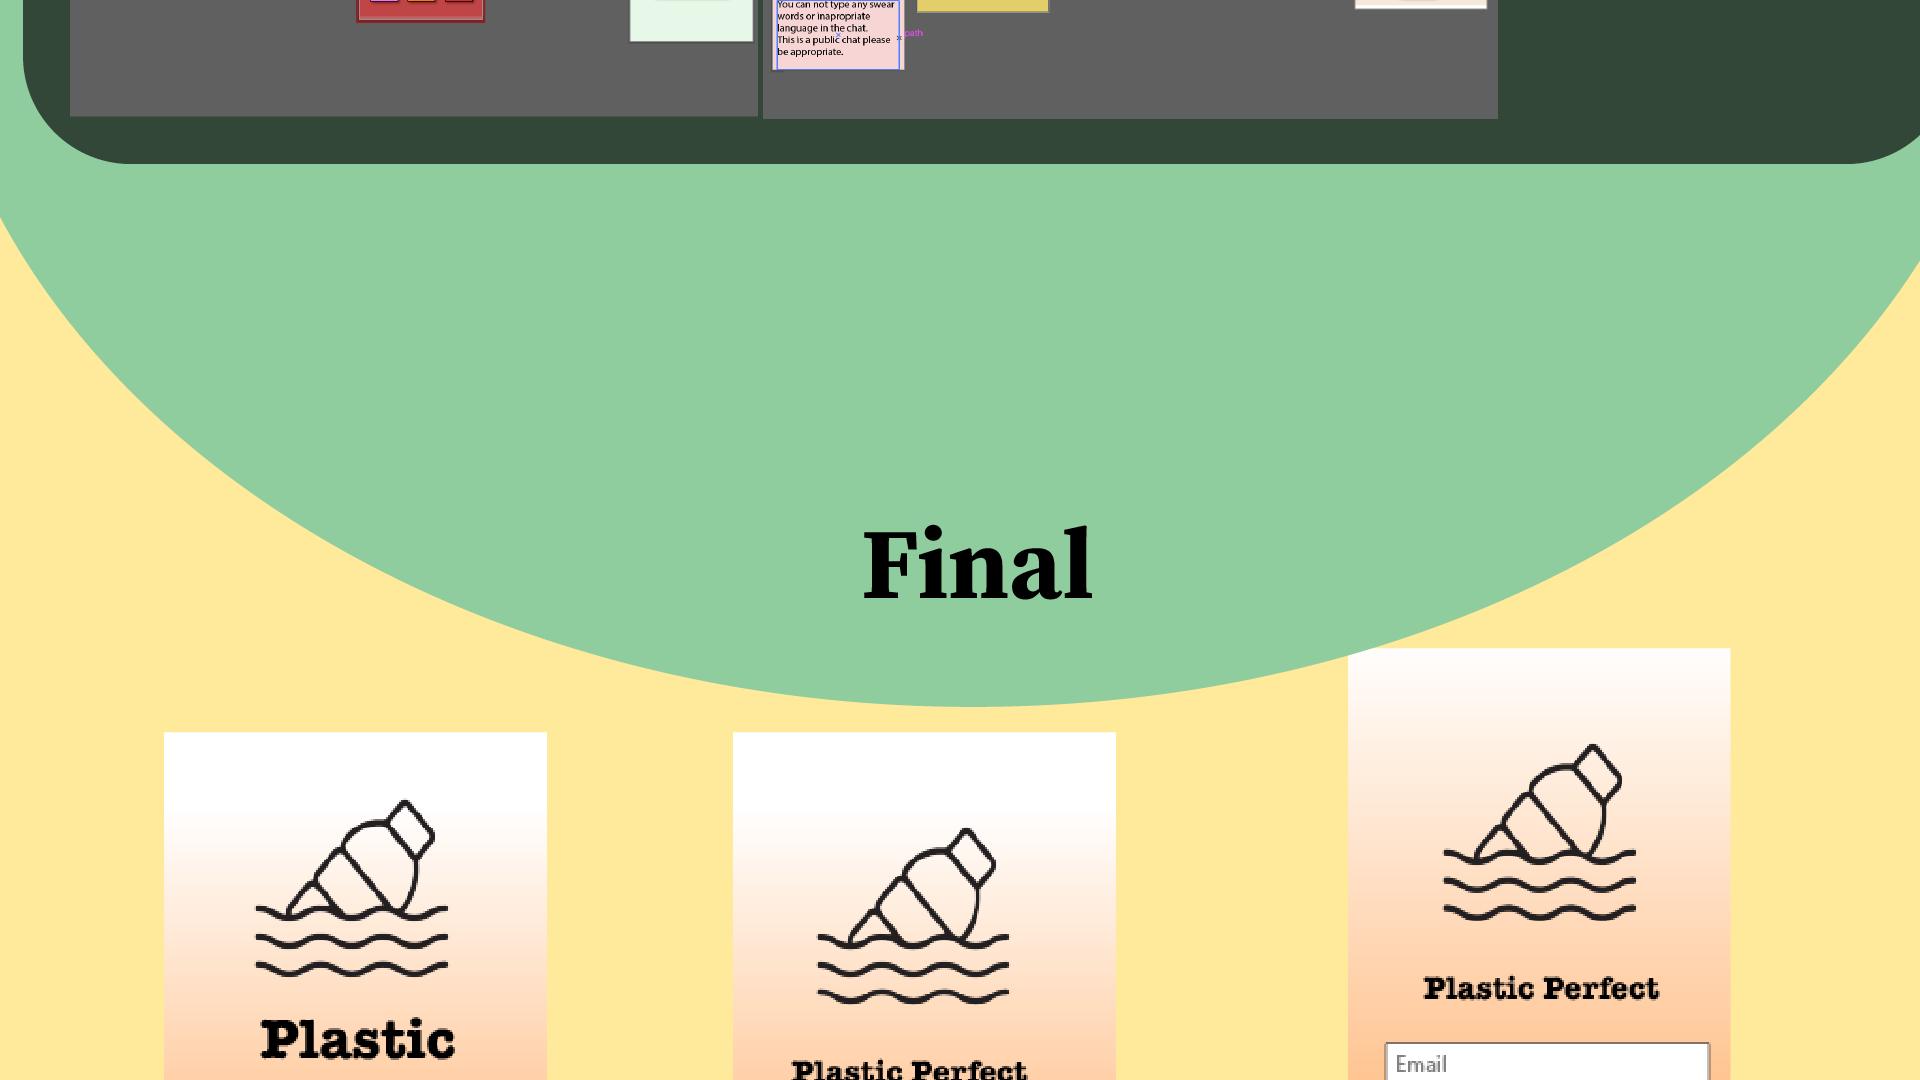 You can not type any swear
words or inapropriate
language in the chat.
This is a public chat please
be appropriate.
path
Final
Plastic
Plastic Perfect
Plastic Perfect
Email